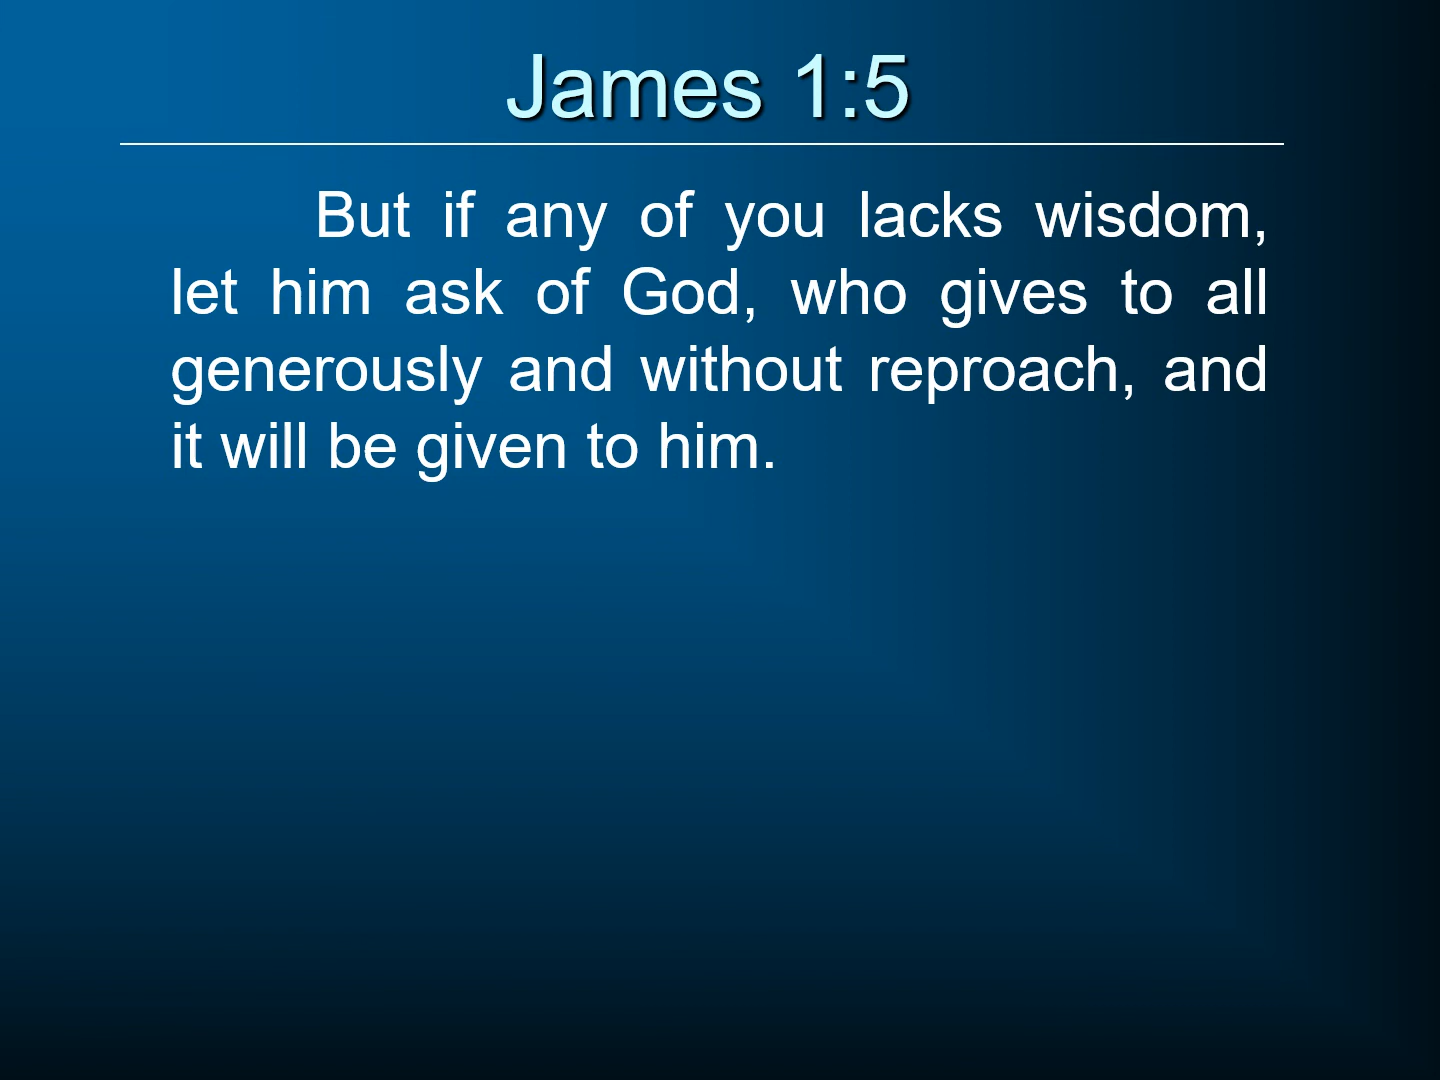 James 1:5
But if any of you lacks wisdom,
let him ask of God, who gives to all
generously and without reproach, and
it will be given to him.